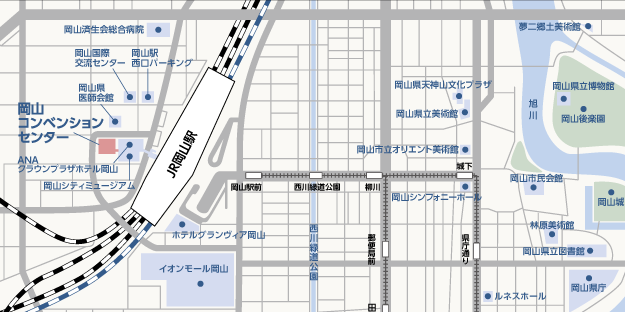 岡山済生会総合病院
夢二郷土美術館
岡山国際
交流センター
岡山駅
西口パーキング
岡山県
医師会館
岡山
コンベンション
センター
ANA
クラウンプラザホテル岡山
岡山シティミュージアム
JR岡山駅
岡山県天神山文化プラザ
岡山県立美術館
旭川
岡山県立博物館
岡山後楽園
岡山市立オリエント美術館
城下
岡山駅前
西川緑道公園
柳川
岡山シンフォニーホール
岡山市民会館
岡山城
ホテルグランヴィア岡山
西川緑道公園
郵便局前
県庁通り
林原美術館
岡山県立図書館
イオンモール岡山
岡山県庁
ルネスホール
田